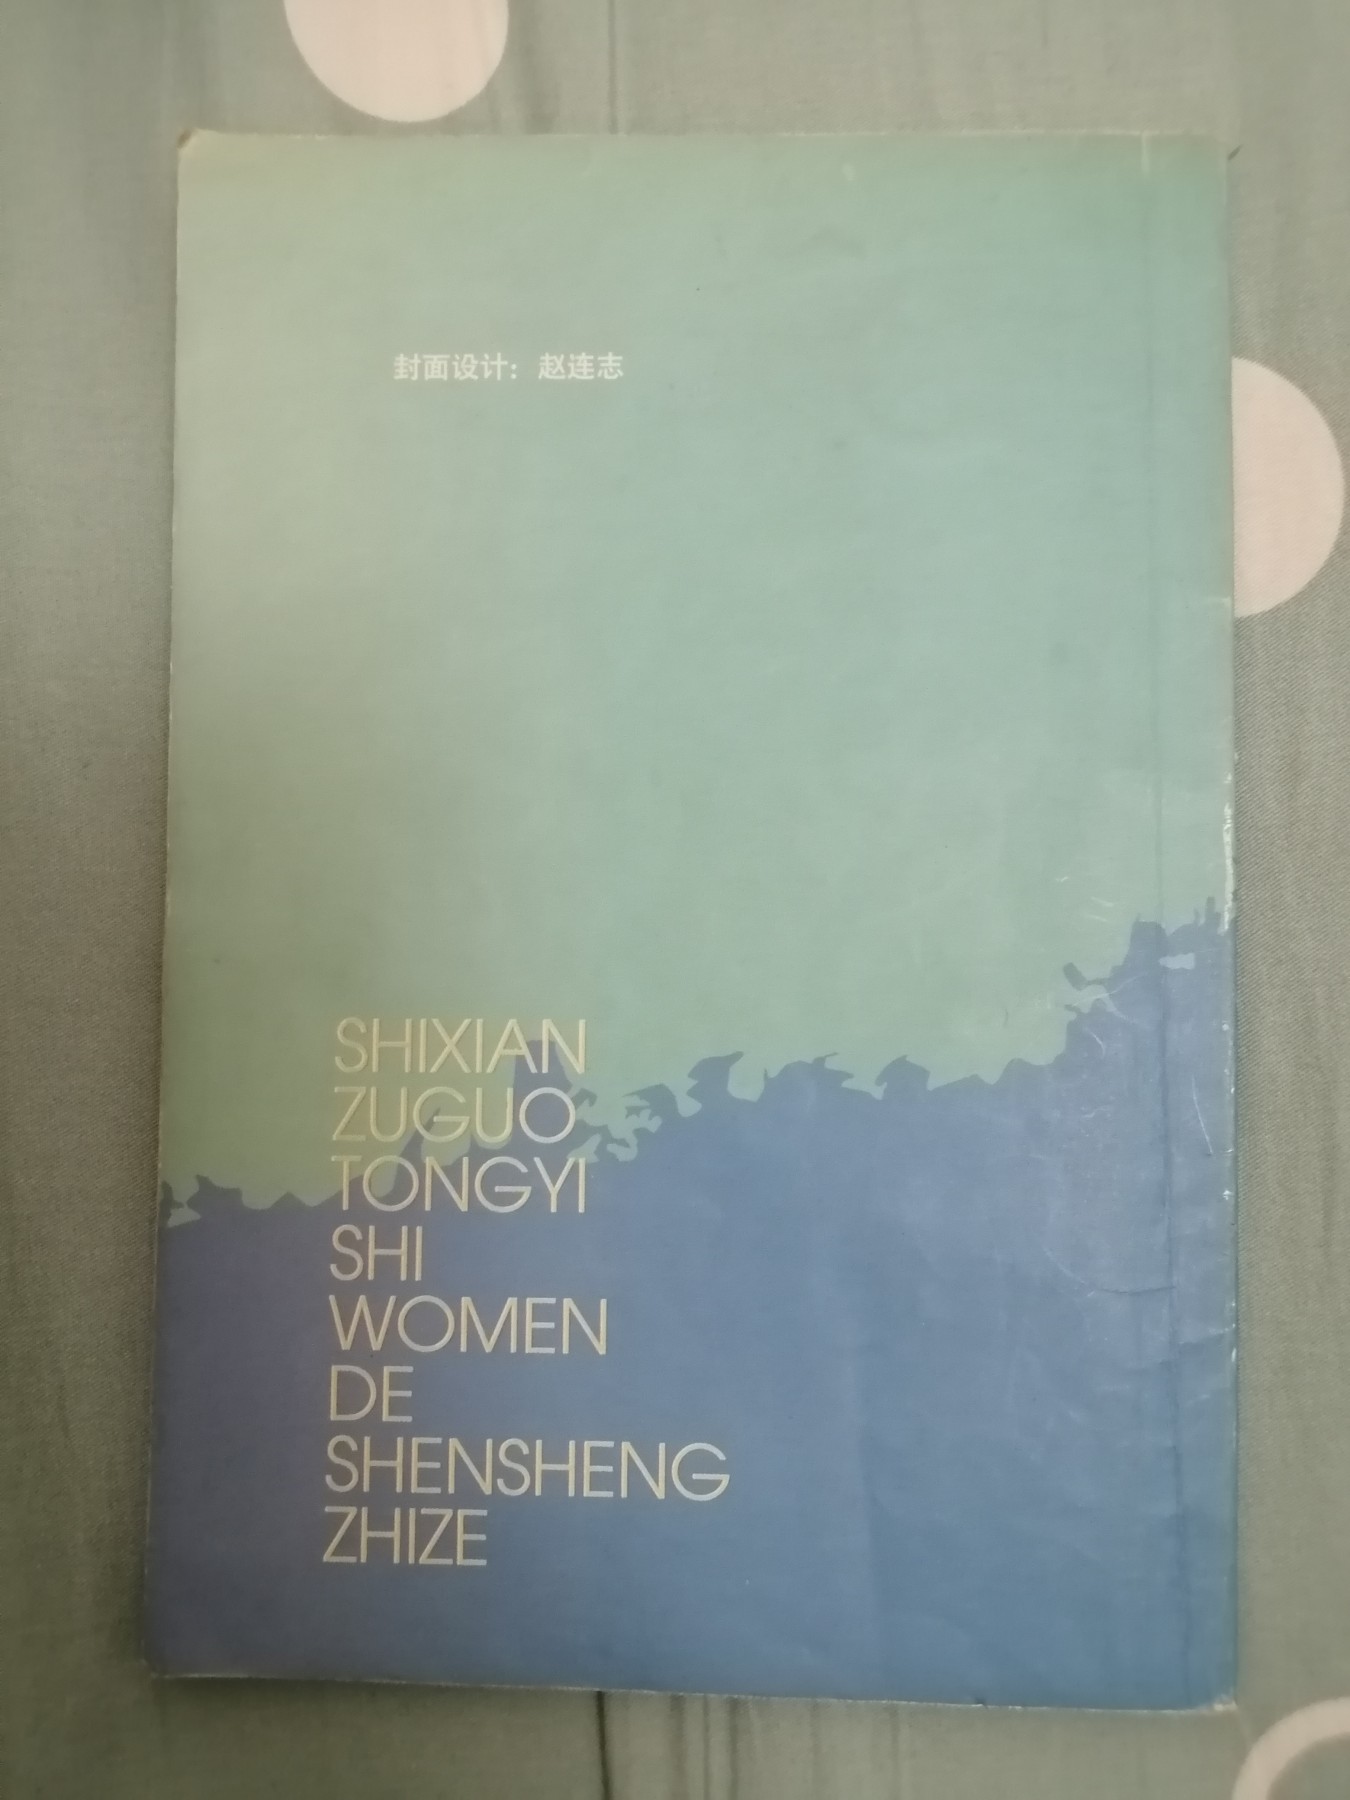 封面设计：赵连志
SHIXIAN
ZUGUO
TONGYI
SHI
WOMEN
DE
SHENSHENG
ZHIZE